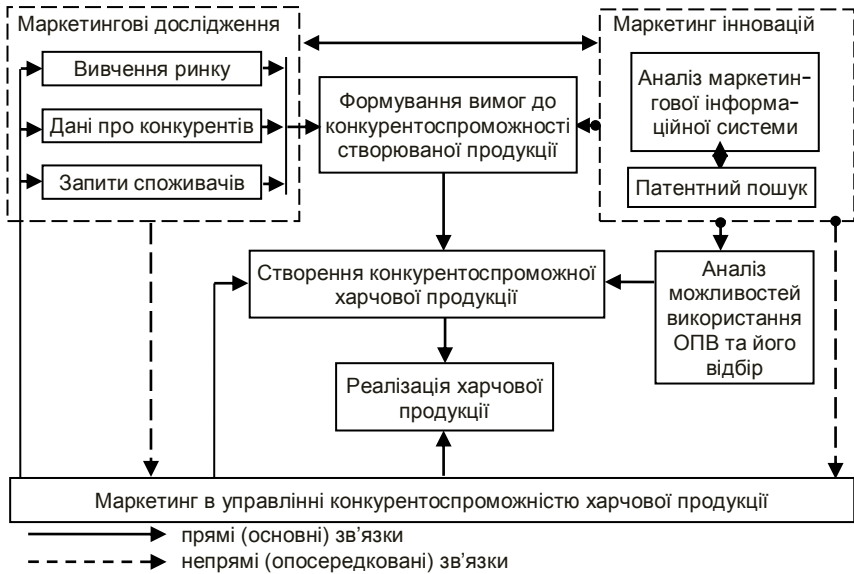 Маркетингові дослідження
Вивчення ринку
Дані про конкурентів
Запити споживачів
Формування вимог до
конкурентоспроможності
створюваної продукції
Маркетинг інновацій
Аналіз маркетин-
гової інформа-
ційної системи
Патентний пошук
Створення конкурентоспроможної
харчової продукції
Аналіз
можливостей
використання
ОПВ та його
відбір
Реалізація харчової
продукції
Маркетинг в управлінні конкурентоспроможністю харчової продукції
прямі (основні) зв’язки
непрямі (опосередковані) зв’язки